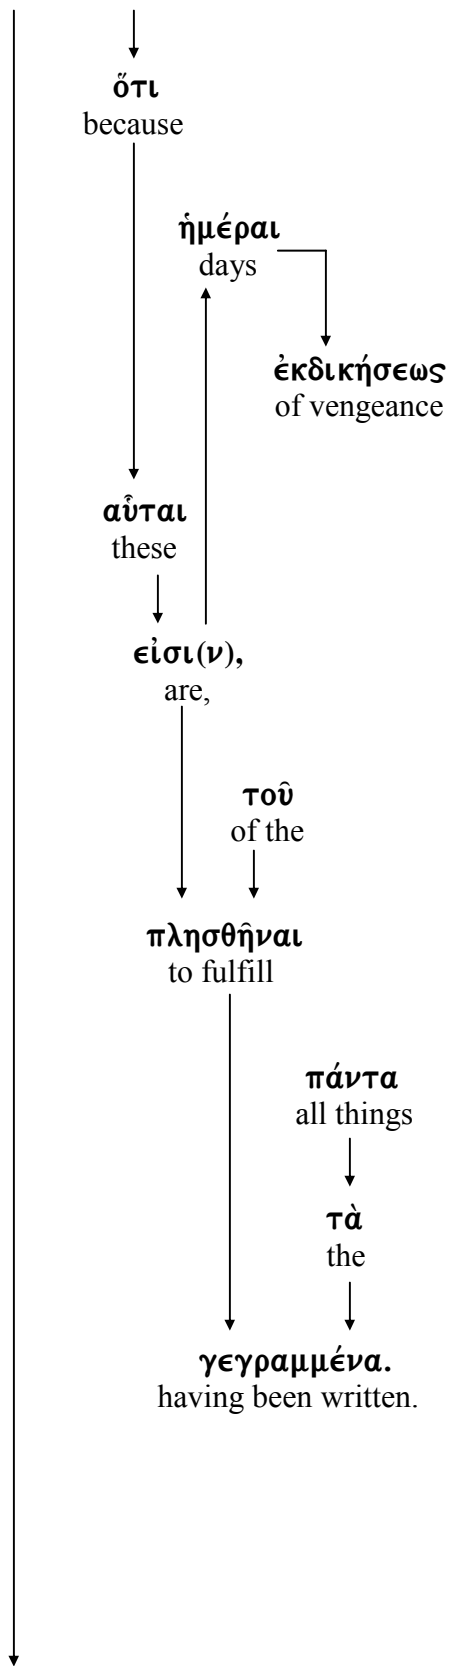 ὅτι
because
ἡμέραι
days
ἐκδικήσεως
of vengeance
αὗταί
these
εἰσι(ν),
are,
τοῦ
of the
πλησθῆναι
to fulfill
πάντα
all things
τὰ
the
γεγραμμένα.
having been written.